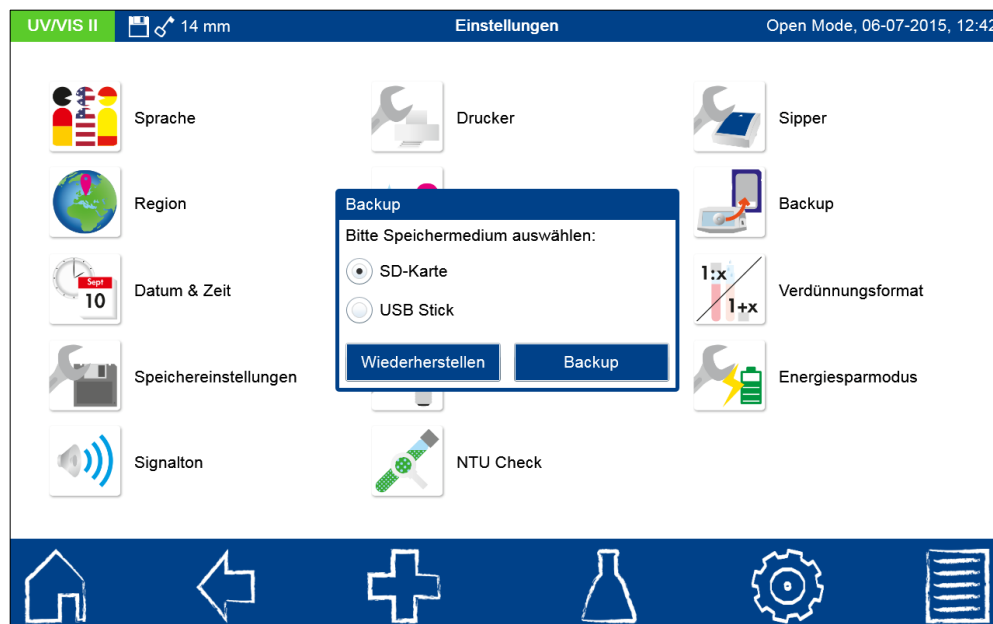 UV/VIS II 14 mm Einstellungen Open Mode, 06-07-2015, 12:42
Sprache Drucker Sipper
Region Backup
Backup
Bitte Speichermedium auswählen:
SD-Karte
USB Stick
Wiederherstellen Backup
Sept
10
Datum & Zeit
1:x
1+x
Verdünnungsformat
Speichereinstellungen Energiesparmodus
Signalton NTU Check